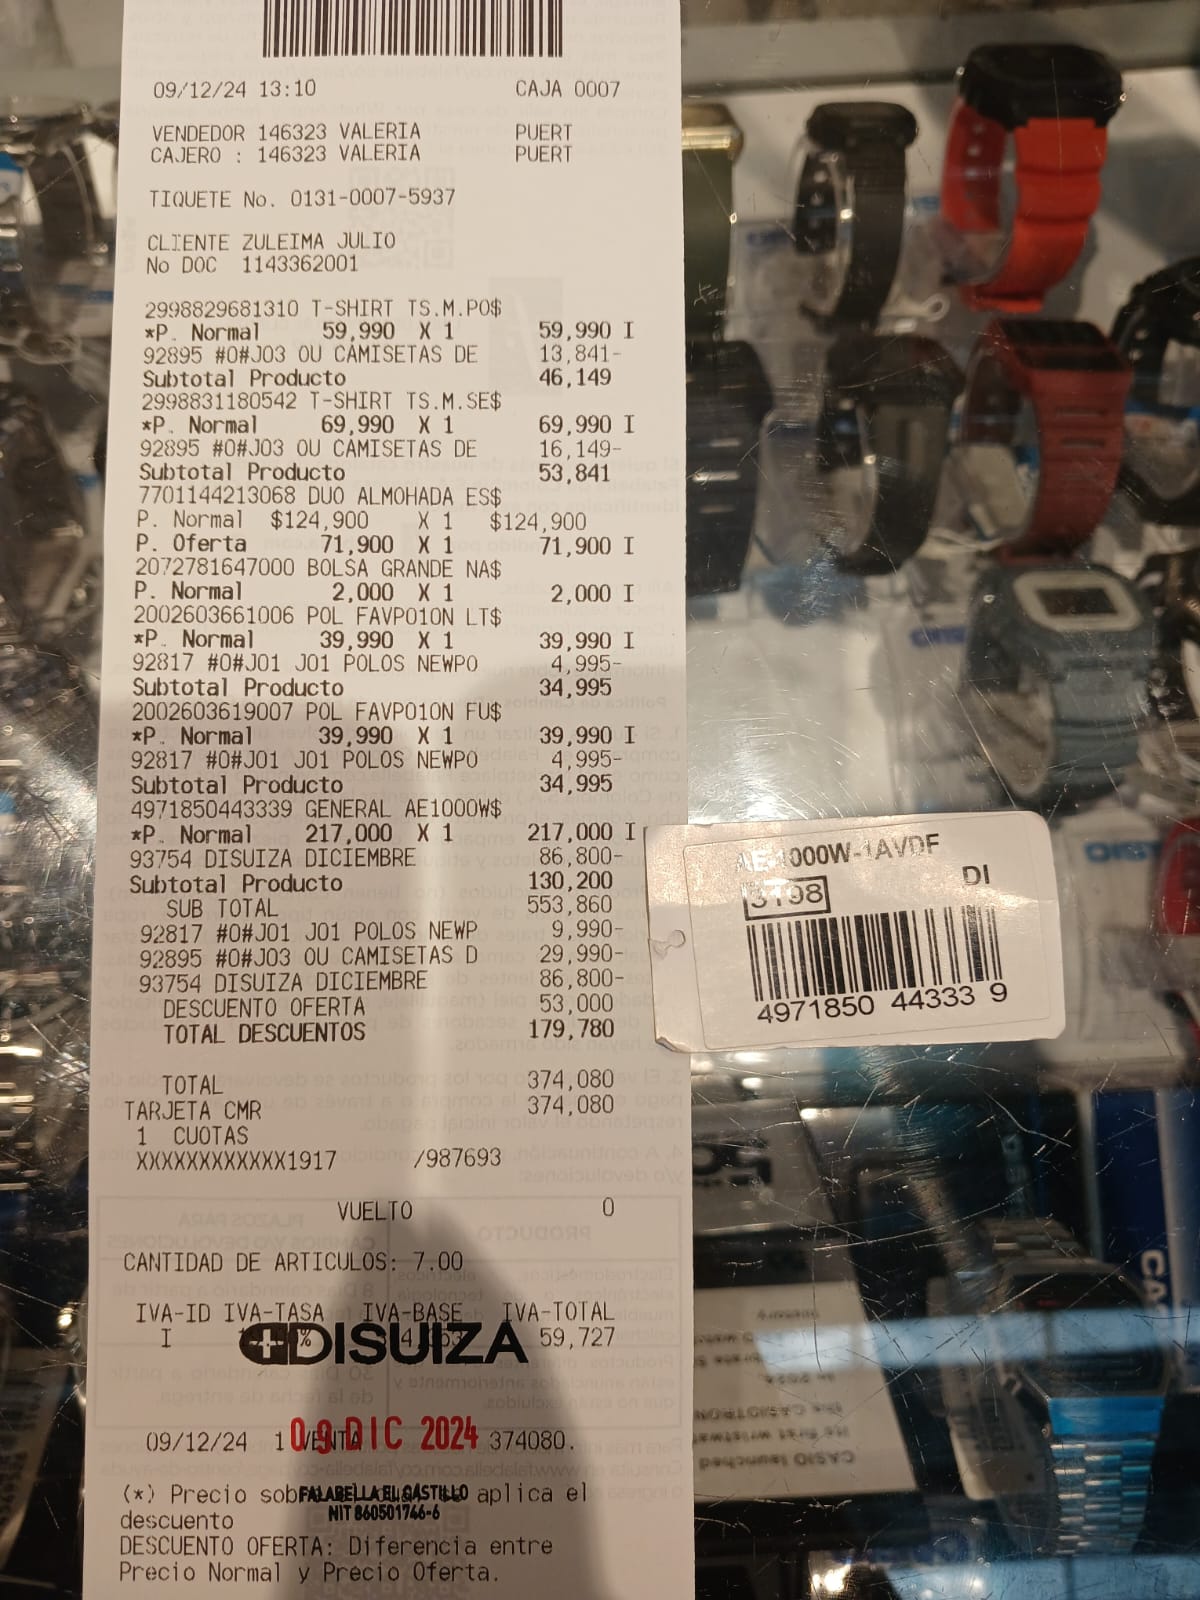 09/12/24 13:10 CAJA 0007
VENDEDOR 146323 VALERIA PUERT
CAJERO : 146323 VALERIA PUERT
TIQUETE No. 0131-0007-5937
CLIENTE ZULEIMA JULIO
No DOC 1143362001
2998829681310 T-SHIRT TS.M.PO$
*P. Normal 59,990 X 1 59,990 I
92895 #0#J03 OU CAMISETAS DE 13,841-
Subtotal Producto 46,149
2998831180542 T-SHIRT TS.M.SE$
*P. Normal 69,990 X 1 69,990 I
92895 #0#J03 OU CAMISETAS DE 16,149-
Subtotal Producto 53,841
7701144213068 DUO ALMOHADA ES$
P. Normal $124,900 X 1 $124,900
P. Oferta 71,900 X 1 71,900 I
2072781647000 BOLSA GRANDE NA$
P. Normal 2,000 X 1 2,000 I
2002603661006 POL FAVPO1ON LT$
*P. Normal 39,990 X 1 39,990 I
92817 #0#J01 J01 POLOS NEWPO 4,995-
Subtotal Producto 34,995
2002603619007 POL FAVPO1ON FU$
*P. Normal 39,990 X 1 39,990 I
92817 #0#J01 J01 POLOS NEWPO 4,995-
Subtotal Producto 34,995
4971850443339 GENERAL AE1000W$
*P. Normal 217,000 X 1 217,000 I
93754 DISUIZA DICIEMBRE 86,800-
Subtotal Producto 130,200
SUB TOTAL 553,860
92817 #0#J01 J01 POLOS NEWP 9,990-
92895 #0#J03 OU CAMISETAS D 29,990-
93754 DISUIZA DICIEMBRE 86,800-
DESCUENTO OFERTA 53,000
TOTAL DESCUENTOS 179,780
TOTAL 374,080
TARJETA CMR 374,080
1 CUOTAS
XXXXXXXXXXXX1917 /987693
VUELTO 0
CANTIDAD DE ARTICULOS: 7.00
IVA-ID IVA-TASA IVA-BASE IVA-TOTAL
I 59,727
DISUIZA
09/12/24 1 VENTA 374080.
09 DIC 2024
(*) Precio aplica el
FALABELLA EL CASTILLO
NIT 860501746-6
descuento
DESCUENTO OFERTA: Diferencia entre
Precio Normal y Precio Oferta.
AE-1000W-1AVDF
DI
3198
4971850 44333 9